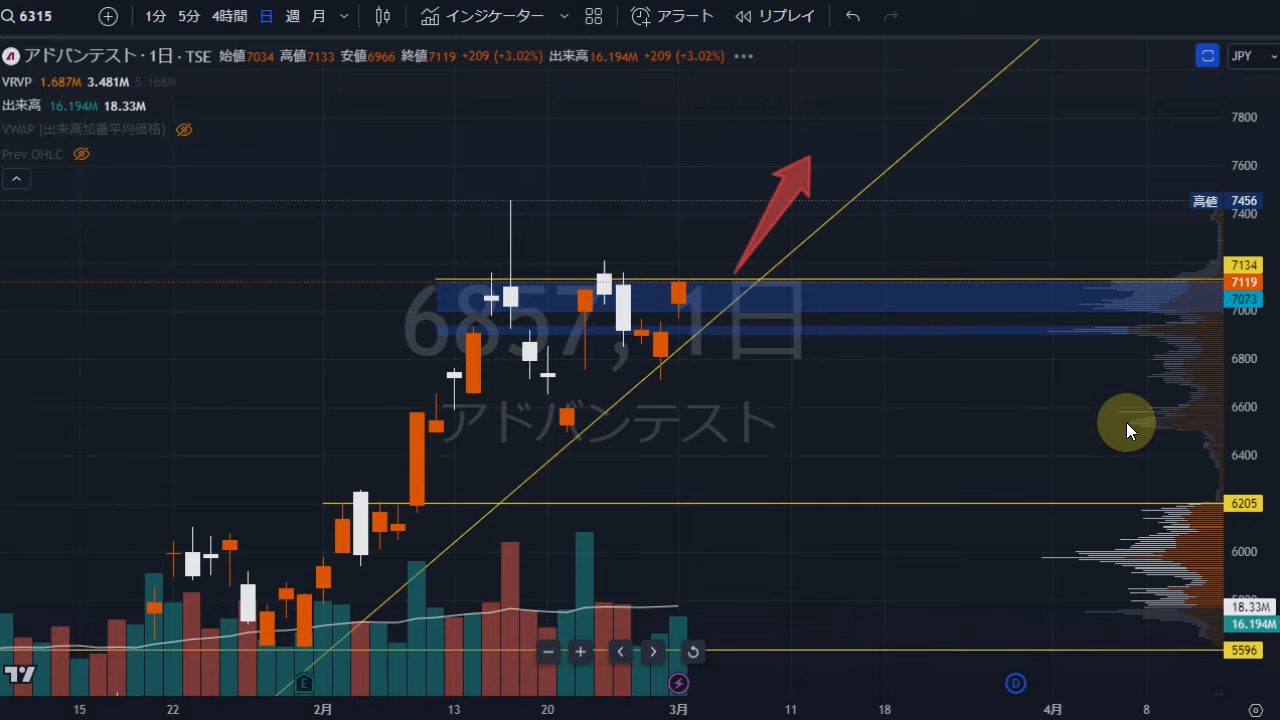 6315 1分 5分 4時間 日 週 月 インジケーター アラート リプレイ
アドバンテスト・1日・TSE 始値7034 高値7133 安値6966 終値7119 +209 (+3.02%) 出来高16.194M +209 (+3.02%) JPY
VRVP 1.687M 3.481M 5.168M
出来高 16.194M 18.33M
VWAP (出来高加重平均価格)
Prev OHLC
7800
7600
高値 7456
7400
7134
7119
7073
7000
6857, 1日
アドバンテスト
6800
6600
6400
6205
6000
18.33M
16.194M
5596
E
D
15 22 2月 13 20 3月 11 18 4月 8